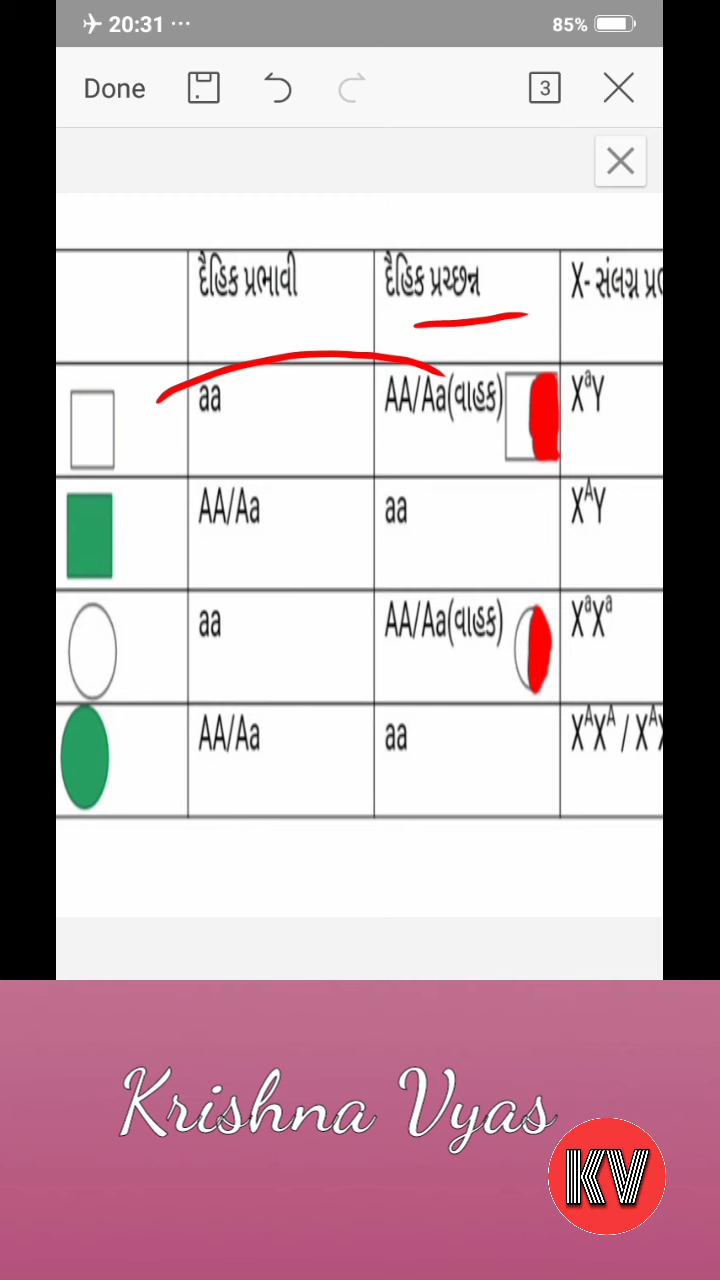 20:31 ...
85%
Done
3
દૈહિક પ્રભાવી દૈહિક પ્રચ્છન્ન X- સંલગ્ન
aa AA/Aa(વાહક) XᵃY
AA/Aa aa XᴬY
aa AA/Aa(વાહક) XᵃXᵃ
AA/Aa aa XᴬXᴬ / Xᴬ
Krishna Vyas
KV